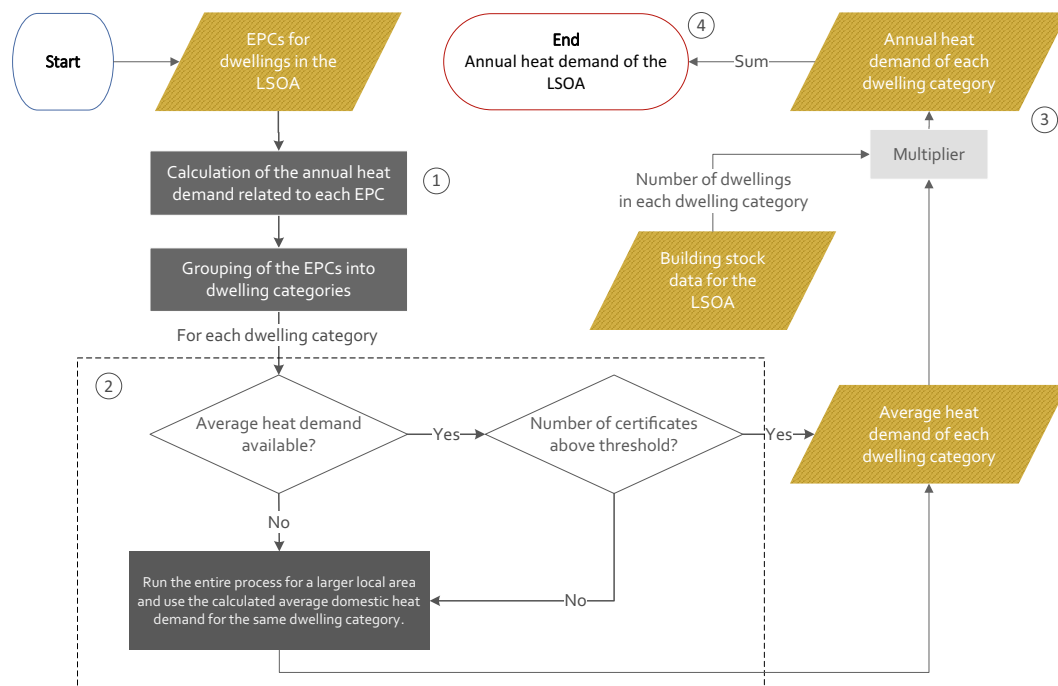 Start
EPCs for
dwellings in the
LSOA
End
Annual heat demand of the
LSOA
4
Sum
Annual heat
demand of each
dwelling category
3
Multiplier
Calculation of the annual heat
demand related to each EPC
1
Number of dwellings
in each dwelling category
Grouping of the EPCs into
dwelling categories
Building stock
data for the
LSOA
For each dwelling category
2
Average heat demand
available?
Yes
Number of certificates
above threshold?
Yes
Average heat
demand of each
dwelling category
No
Run the entire process for a larger local area
and use the calculated average domestic heat
demand for the same dwelling category.
No